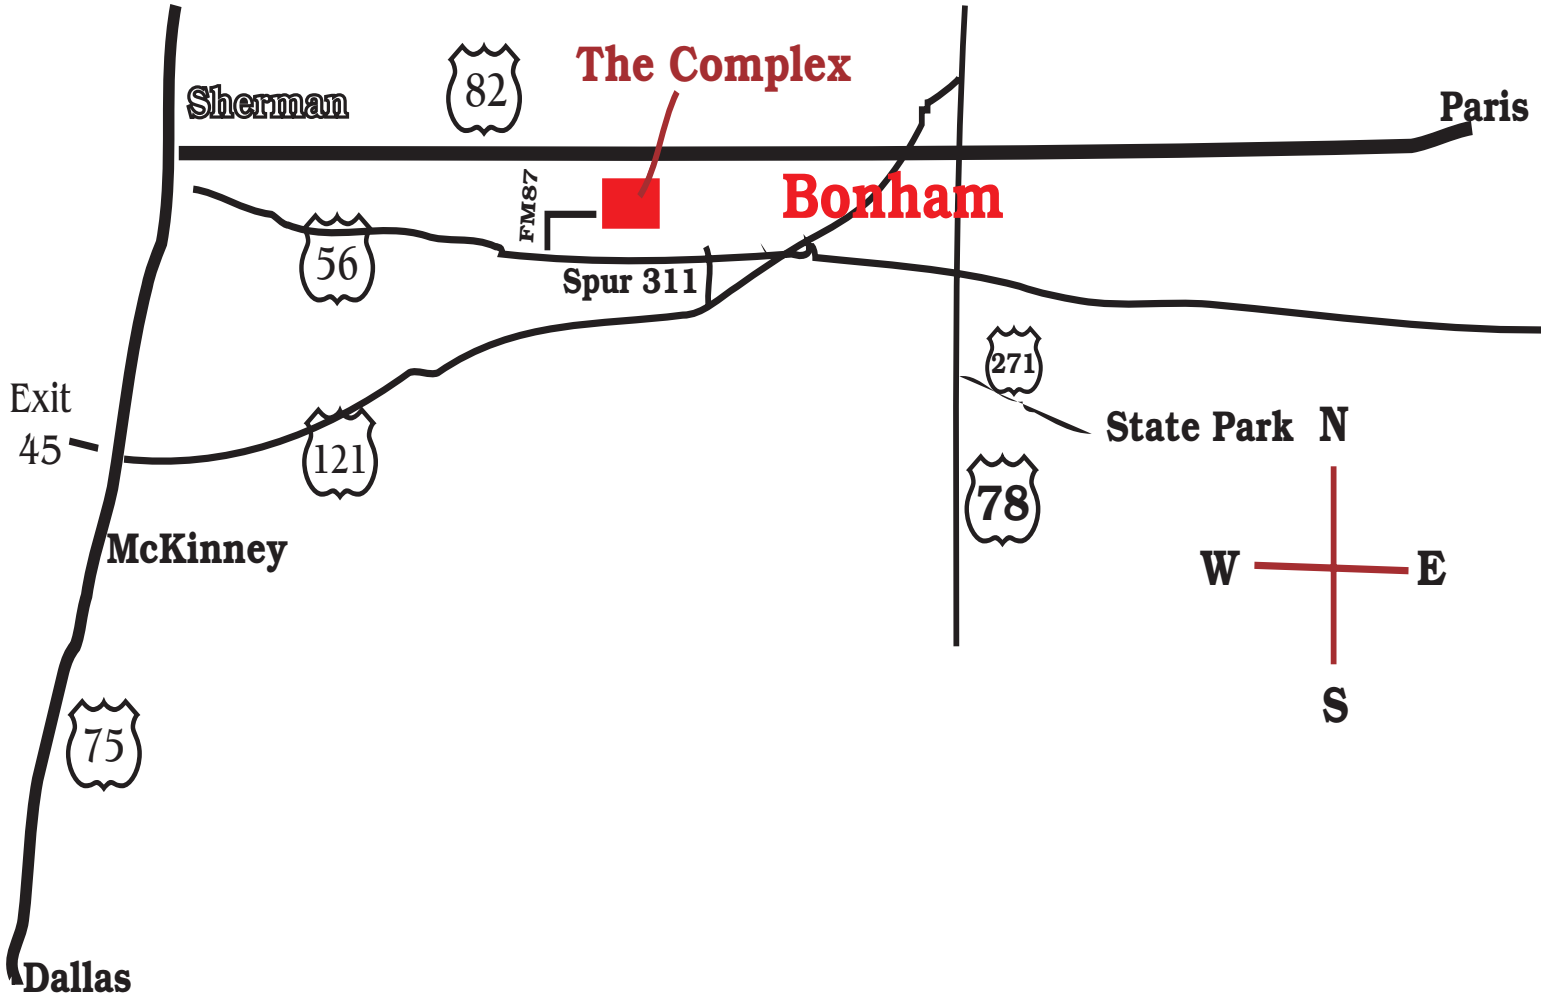 The Complex
82
Sherman
Paris
FM87
Bonham
56
Spur 311
271
Exit
45
State Park
N
121
78
McKinney
W
E
S
75
Dallas